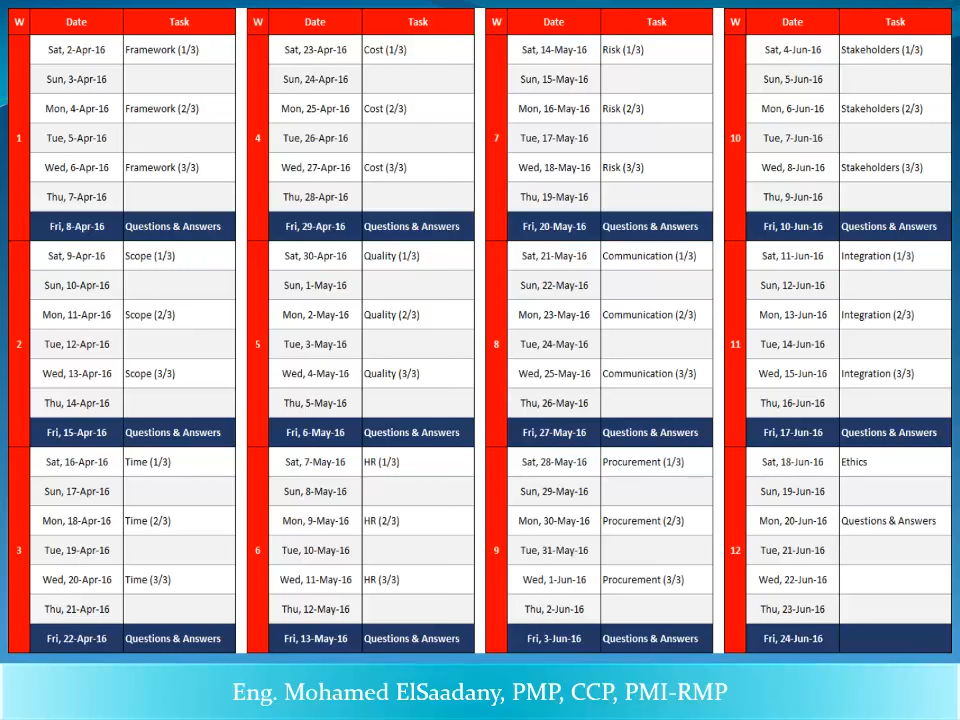 W Date Task
1
Sat, 2-Apr-16 Framework (1/3)
Sun, 3-Apr-16
Mon, 4-Apr-16 Framework (2/3)
Tue, 5-Apr-16
Wed, 6-Apr-16 Framework (3/3)
Thu, 7-Apr-16
Fri, 8-Apr-16 Questions & Answers
2
Sat, 9-Apr-16 Scope (1/3)
Sun, 10-Apr-16
Mon, 11-Apr-16 Scope (2/3)
Tue, 12-Apr-16
Wed, 13-Apr-16 Scope (3/3)
Thu, 14-Apr-16
Fri, 15-Apr-16 Questions & Answers
3
Sat, 16-Apr-16 Time (1/3)
Sun, 17-Apr-16
Mon, 18-Apr-16 Time (2/3)
Tue, 19-Apr-16
Wed, 20-Apr-16 Time (3/3)
Thu, 21-Apr-16
Fri, 22-Apr-16 Questions & Answers
W Date Task
4
Sat, 23-Apr-16 Cost (1/3)
Sun, 24-Apr-16
Mon, 25-Apr-16 Cost (2/3)
Tue, 26-Apr-16
Wed, 27-Apr-16 Cost (3/3)
Thu, 28-Apr-16
Fri, 29-Apr-16 Questions & Answers
5
Sat, 30-Apr-16 Quality (1/3)
Sun, 1-May-16
Mon, 2-May-16 Quality (2/3)
Tue, 3-May-16
Wed, 4-May-16 Quality (3/3)
Thu, 5-May-16
Fri, 6-May-16 Questions & Answers
6
Sat, 7-May-16 HR (1/3)
Sun, 8-May-16
Mon, 9-May-16 HR (2/3)
Tue, 10-May-16
Wed, 11-May-16 HR (3/3)
Thu, 12-May-16
Fri, 13-May-16 Questions & Answers
W Date Task
7
Sat, 14-May-16 Risk (1/3)
Sun, 15-May-16
Mon, 16-May-16 Risk (2/3)
Tue, 17-May-16
Wed, 18-May-16 Risk (3/3)
Thu, 19-May-16
Fri, 20-May-16 Questions & Answers
8
Sat, 21-May-16 Communication (1/3)
Sun, 22-May-16
Mon, 23-May-16 Communication (2/3)
Tue, 24-May-16
Wed, 25-May-16 Communication (3/3)
Thu, 26-May-16
Fri, 27-May-16 Questions & Answers
9
Sat, 28-May-16 Procurement (1/3)
Sun, 29-May-16
Mon, 30-May-16 Procurement (2/3)
Tue, 31-May-16
Wed, 1-Jun-16 Procurement (3/3)
Thu, 2-Jun-16
Fri, 3-Jun-16 Questions & Answers
W Date Task
10
Sat, 4-Jun-16 Stakeholders (1/3)
Sun, 5-Jun-16
Mon, 6-Jun-16 Stakeholders (2/3)
Tue, 7-Jun-16
Wed, 8-Jun-16 Stakeholders (3/3)
Thu, 9-Jun-16
Fri, 10-Jun-16 Questions & Answers
11
Sat, 11-Jun-16 Integration (1/3)
Sun, 12-Jun-16
Mon, 13-Jun-16 Integration (2/3)
Tue, 14-Jun-16
Wed, 15-Jun-16 Integration (3/3)
Thu, 16-Jun-16
Fri, 17-Jun-16 Questions & Answers
12
Sat, 18-Jun-16 Ethics
Sun, 19-Jun-16
Mon, 20-Jun-16 Questions & Answers
Tue, 21-Jun-16
Wed, 22-Jun-16
Thu, 23-Jun-16
Fri, 24-Jun-16
Eng. Mohamed ElSaadany, PMP, CCP, PMI-RMP